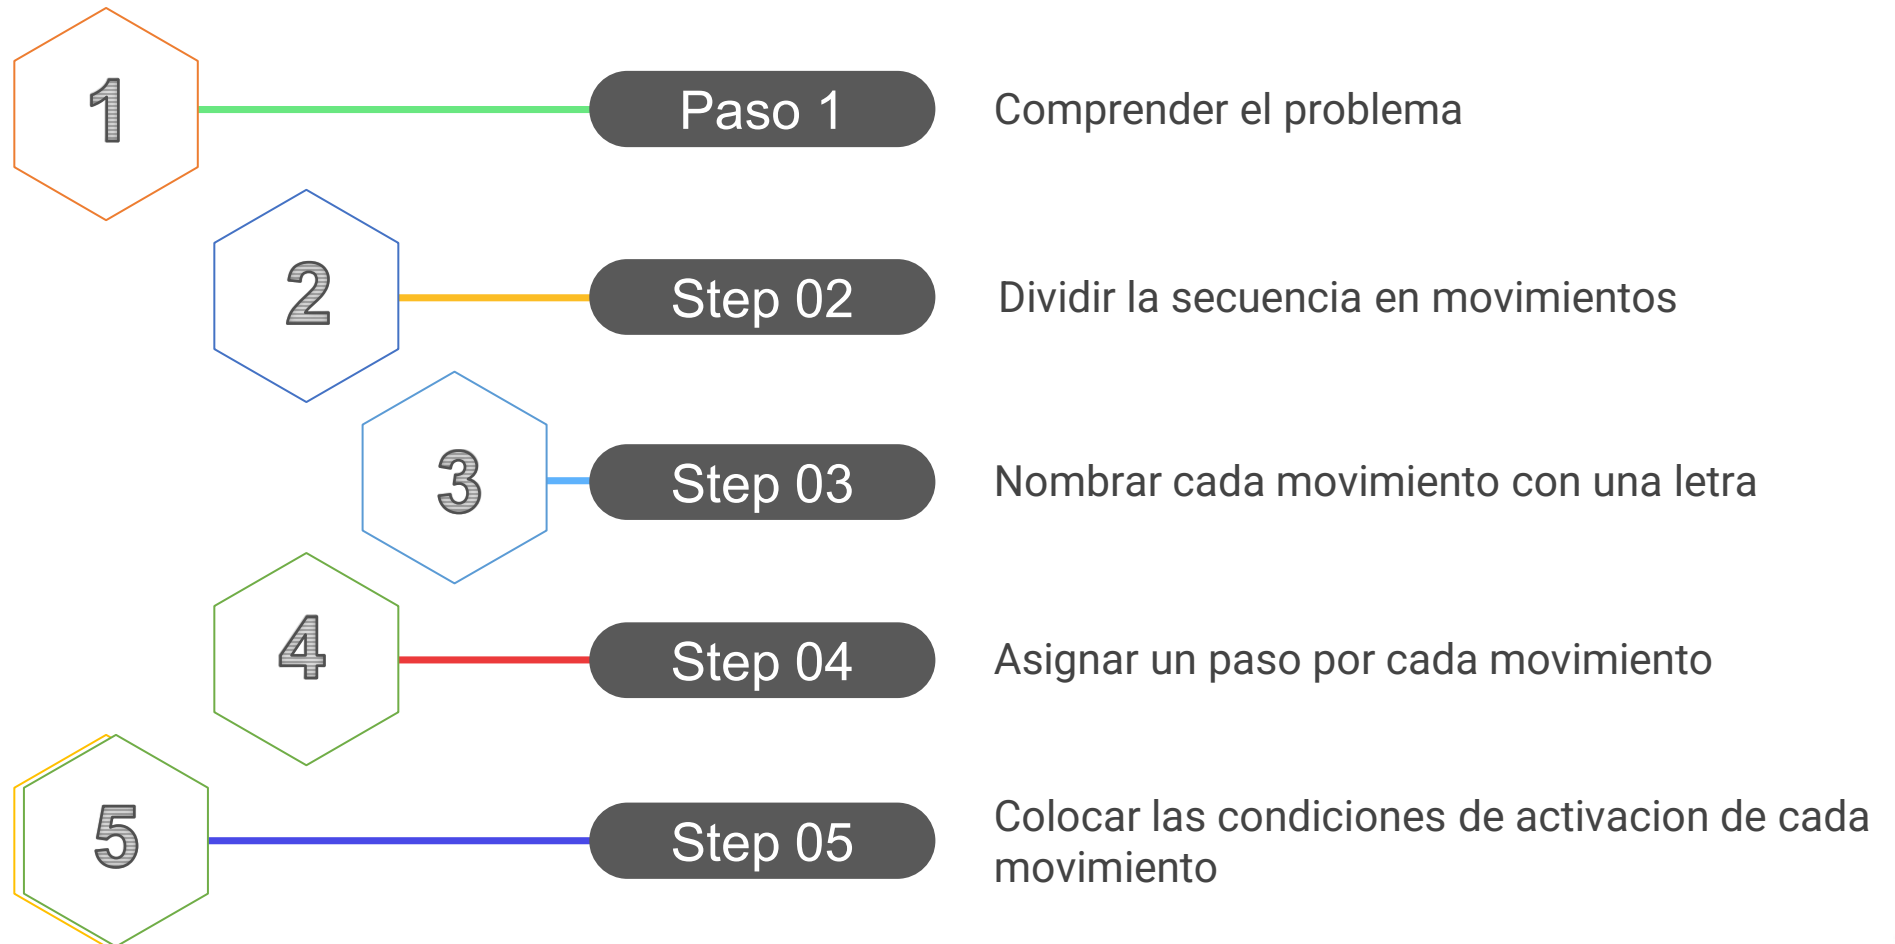 1
Paso 1
Comprender el problema
2
Step 02
Dividir la secuencia en movimientos
3
Step 03
Nombrar cada movimiento con una letra
4
Step 04
Asignar un paso por cada movimiento
5
Step 05
Colocar las condiciones de activacion de cada
movimiento